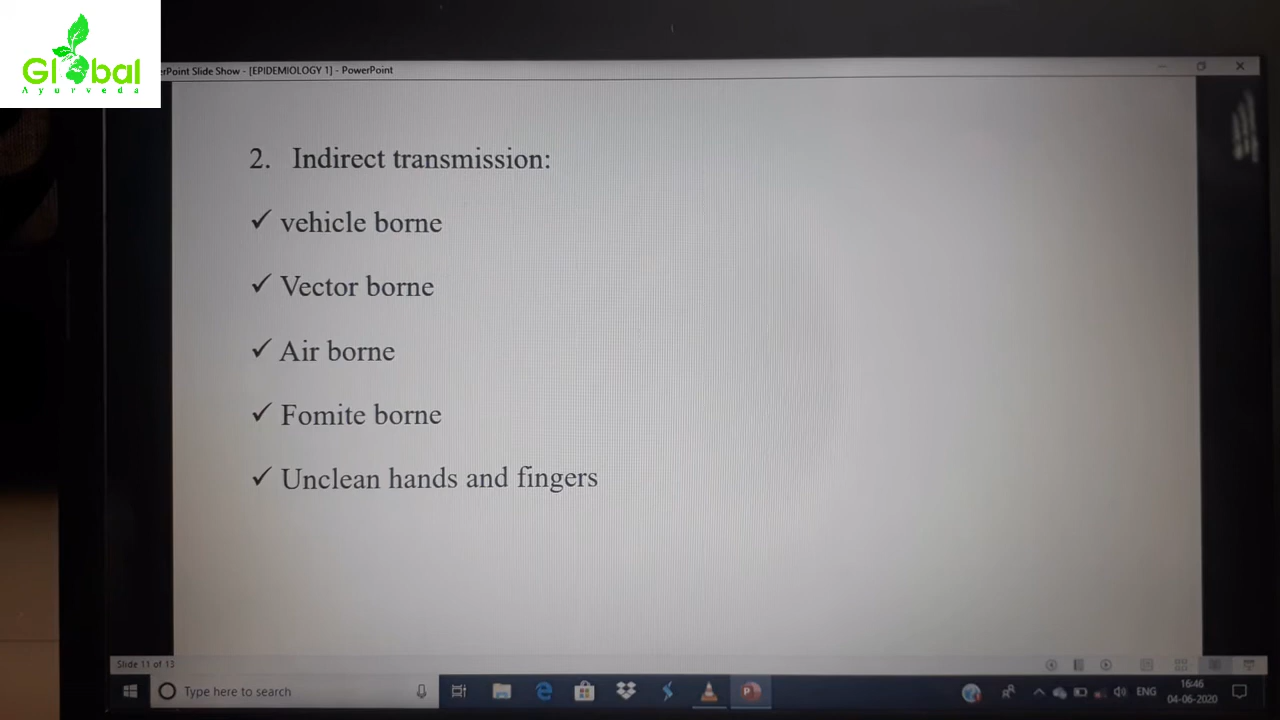 Global
Ayurveda
rPoint Slide Show - [EPIDEMIOLOGY 1] - PowerPoint
2. Indirect transmission:
✓ vehicle borne
✓ Vector borne
✓ Air borne
✓ Fomite borne
✓ Unclean hands and fingers
Slide 11 of 13
Type here to search
ENG
16:46
04-06-2020